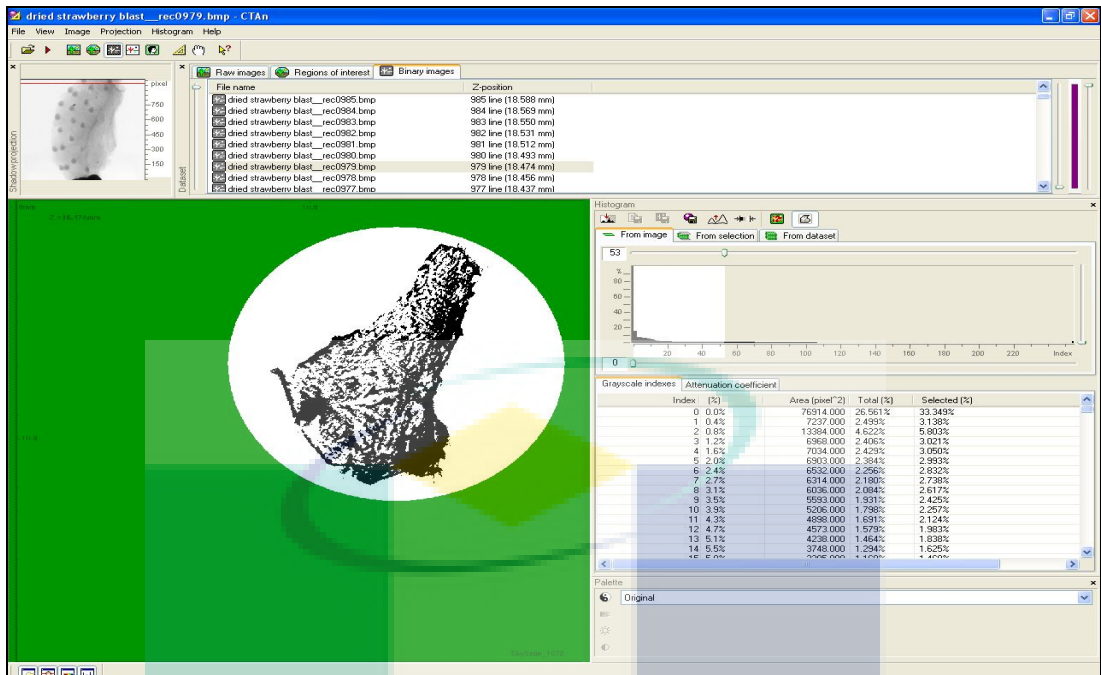 dried strawberry blast__rec0979.bmp - CTAn
File View Image Projection Histogram Help
Shadow projection
pixel
750
600
450
300
150
Dataset
Raw images Regions of interest Binary images
File name Z-position
dried strawberry blast__rec0985.bmp 985 line (18.588 mm)
dried strawberry blast__rec0984.bmp 984 line (18.569 mm)
dried strawberry blast__rec0983.bmp 983 line (18.550 mm)
dried strawberry blast__rec0982.bmp 982 line (18.531 mm)
dried strawberry blast__rec0981.bmp 981 line (18.512 mm)
dried strawberry blast__rec0980.bmp 980 line (18.493 mm)
dried strawberry blast__rec0979.bmp 979 line (18.474 mm)
dried strawberry blast__rec0978.bmp 978 line (18.456 mm)
dried strawberry blast__rec0977.bmp 977 line (18.437 mm)
Histogram
From image From selection From dataset
53
%
80
60
40
20
20 40 60 80 100 120 140 160 180 200 220 Index
0
Grayscale indexes Attenuation coefficient
Index (%) Area (pixel^2) Total (%) Selected (%)
0 0.0% 76914.000 26.561% 33.349%
1 0.4% 7237.000 2.499% 3.138%
2 0.8% 13384.000 4.622% 5.803%
3 1.2% 6968.000 2.406% 3.021%
4 1.6% 7034.000 2.429% 3.050%
5 2.0% 6903.000 2.384% 2.993%
6 2.4% 6532.000 2.256% 2.832%
7 2.7% 6314.000 2.180% 2.738%
8 3.1% 6036.000 2.084% 2.617%
9 3.5% 5593.000 1.931% 2.425%
10 3.9% 5206.000 1.798% 2.257%
11 4.3% 4898.000 1.691% 2.124%
12 4.7% 4573.000 1.579% 1.983%
13 5.1% 4238.000 1.464% 1.838%
14 5.5% 3748.000 1.294% 1.625%
Palette
Original